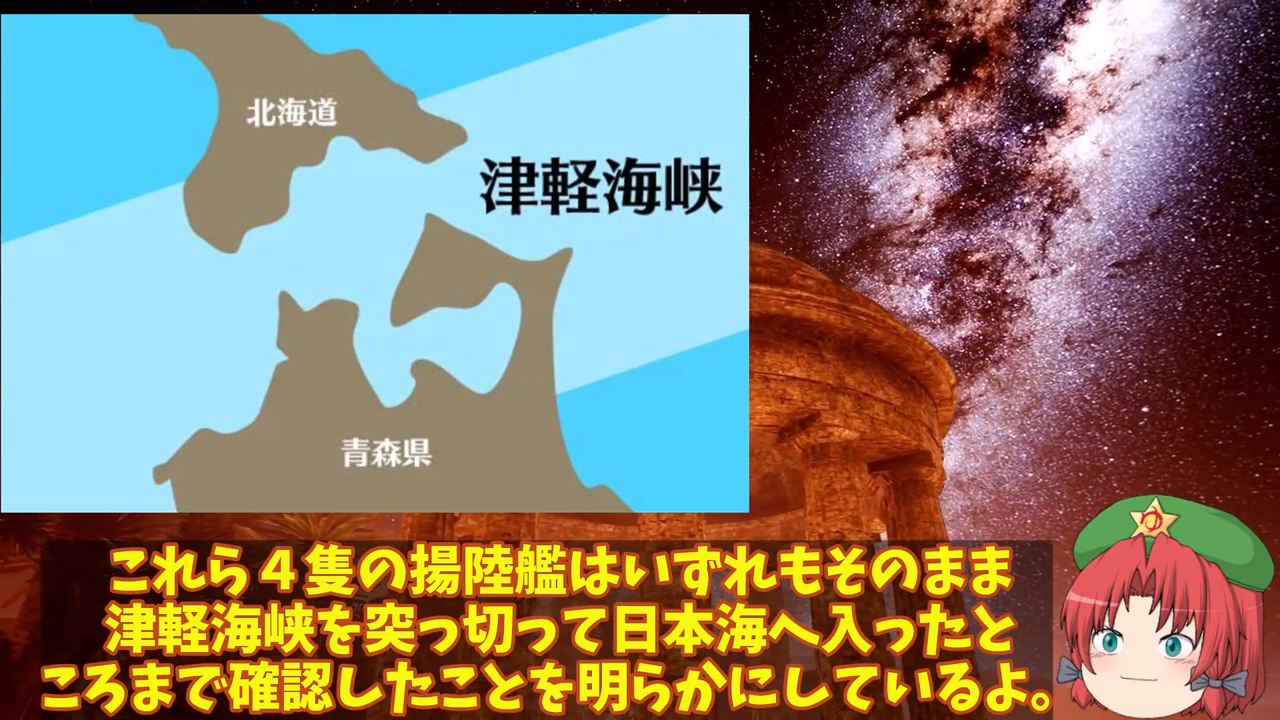 北海道
津軽海峡
青森県
これら４隻の揚陸艦はいずれもそのまま
津軽海峡を突っ切って日本海へ入ったと
ころまで確認したことを明らかにしているよ。